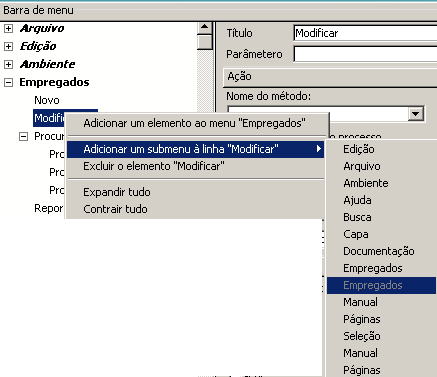 Barra de menu
Arquivo
Edição
Ambiente
Empregados
Novo
Modific
Procur
Pro
Pro
Pro
Repor
Título
Modificar
Parâmetero
Ação
Nome do método:
processo
Adicionar um elemento ao menu "Empregados"
Adicionar um submenu à linha "Modificar"
Excluir o elemento "Modificar"
Expandir tudo
Contrair tudo
Edição
Arquivo
Ambiente
Ajuda
Busca
Capa
Documentação
Empregados
Empregados
Manual
Páginas
Seleção
Manual
Páginas